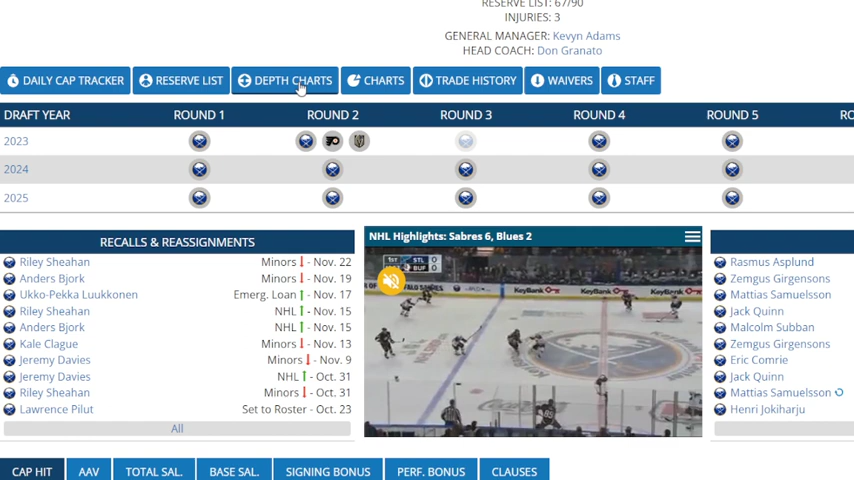 RESERVE LIST: 67/90
INJURIES: 3
GENERAL MANAGER: Kevyn Adams
HEAD COACH: Don Granato
DAILY CAP TRACKER RESERVE LIST DEPTH CHARTS CHARTS TRADE HISTORY WAIVERS STAFF
DRAFT YEAR ROUND 1 ROUND 2 ROUND 3 ROUND 4 ROUND 5 RO
2023
2024
2025
RECALLS & REASSIGNMENTS
Riley Sheahan Minors - Nov. 22
Anders Bjork Minors - Nov. 19
Ukko-Pekka Luukkonen Emerg. Loan - Nov. 17
Riley Sheahan NHL - Nov. 15
Anders Bjork NHL - Nov. 15
Kale Clague Minors - Nov. 13
Jeremy Davies Minors - Nov. 9
Jeremy Davies NHL - Oct. 31
Riley Sheahan Minors - Oct. 31
Lawrence Pilut Set to Roster - Oct. 23
All
NHL Highlights: Sabres 6, Blues 2
1ST STL 0
BUF 0
KeyBank KeyBank KeyBank
Rasmus Asplund
Zemgus Girgensons
Mattias Samuelsson
Jack Quinn
Malcolm Subban
Zemgus Girgensons
Eric Comrie
Jack Quinn
Mattias Samuelsson
Henri Jokiharju
CAP HIT AAV TOTAL SAL. BASE SAL. SIGNING BONUS PERF. BONUS CLAUSES